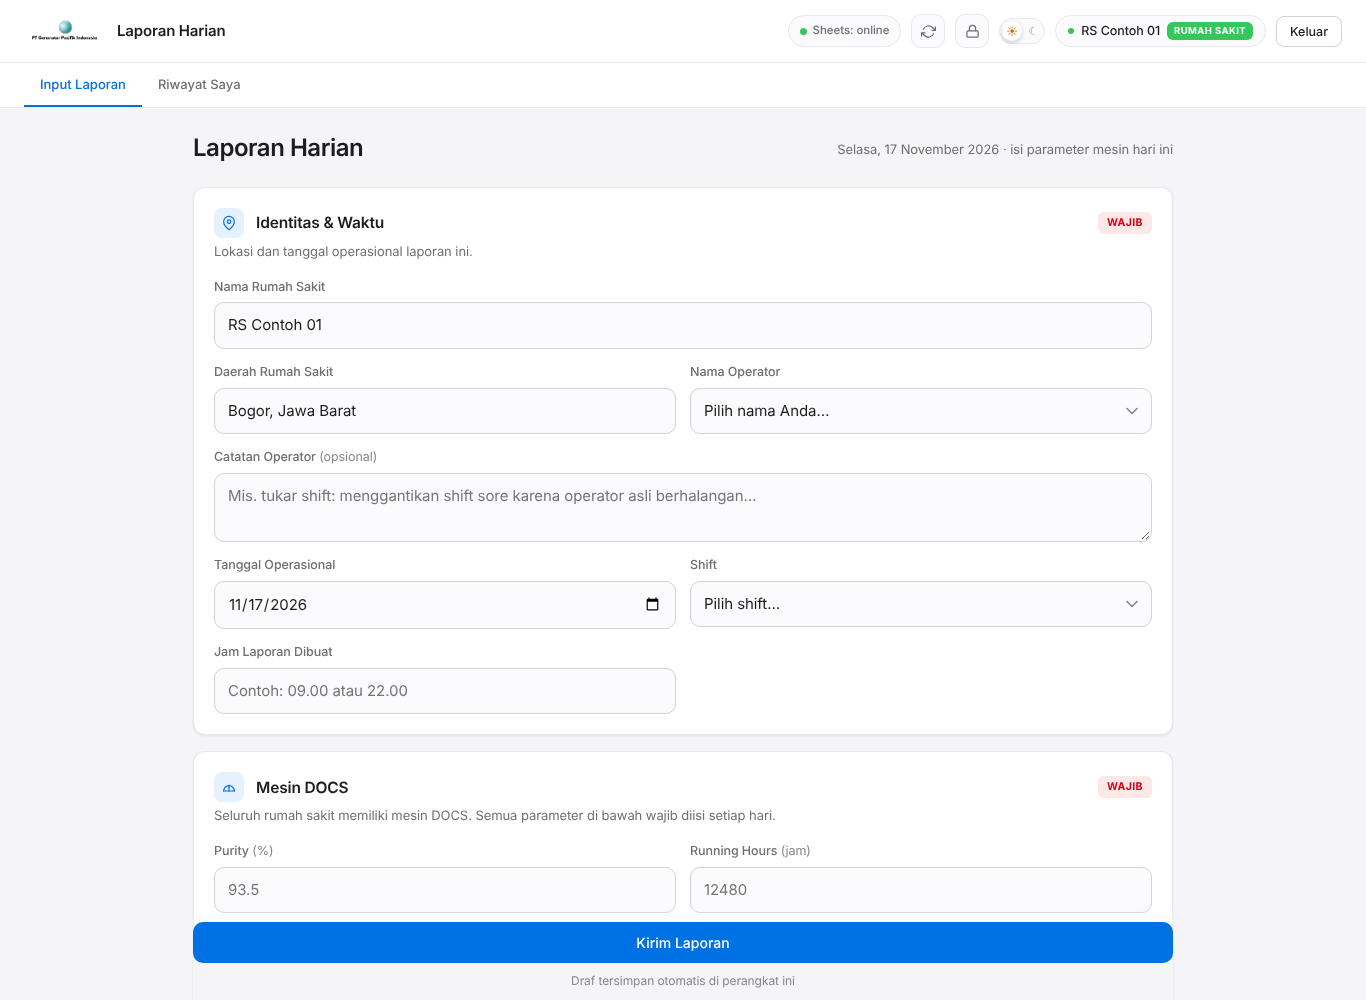 PT Generator Pasifik Indonesia
Laporan Harian
Sheets: online
RS Contoh 01
RUMAH SAKIT
Keluar
Input Laporan
Riwayat Saya
Laporan Harian
Selasa, 17 November 2026 · isi parameter mesin hari ini
Identitas & Waktu
WAJIB
Lokasi dan tanggal operasional laporan ini.
Nama Rumah Sakit
RS Contoh 01
Daerah Rumah Sakit
Nama Operator
Bogor, Jawa Barat
Pilih nama Anda...
Catatan Operator (opsional)
Mis. tukar shift: menggantikan shift sore karena operator asli berhalangan...
Tanggal Operasional
Shift
11/17/2026
Pilih shift...
Jam Laporan Dibuat
Contoh: 09.00 atau 22.00
Mesin DOCS
WAJIB
Seluruh rumah sakit memiliki mesin DOCS. Semua parameter di bawah wajib diisi setiap hari.
Purity (%)
Running Hours (jam)
93.5
12480
Kirim Laporan
Draf tersimpan otomatis di perangkat ini